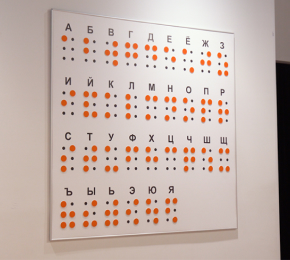 А Б В Г Д Е Ё Ж З
И Й К Л М Н О П Р
С Т У Ф Х Ц Ч Ш Щ
Ъ Ы Ь Э Ю Я